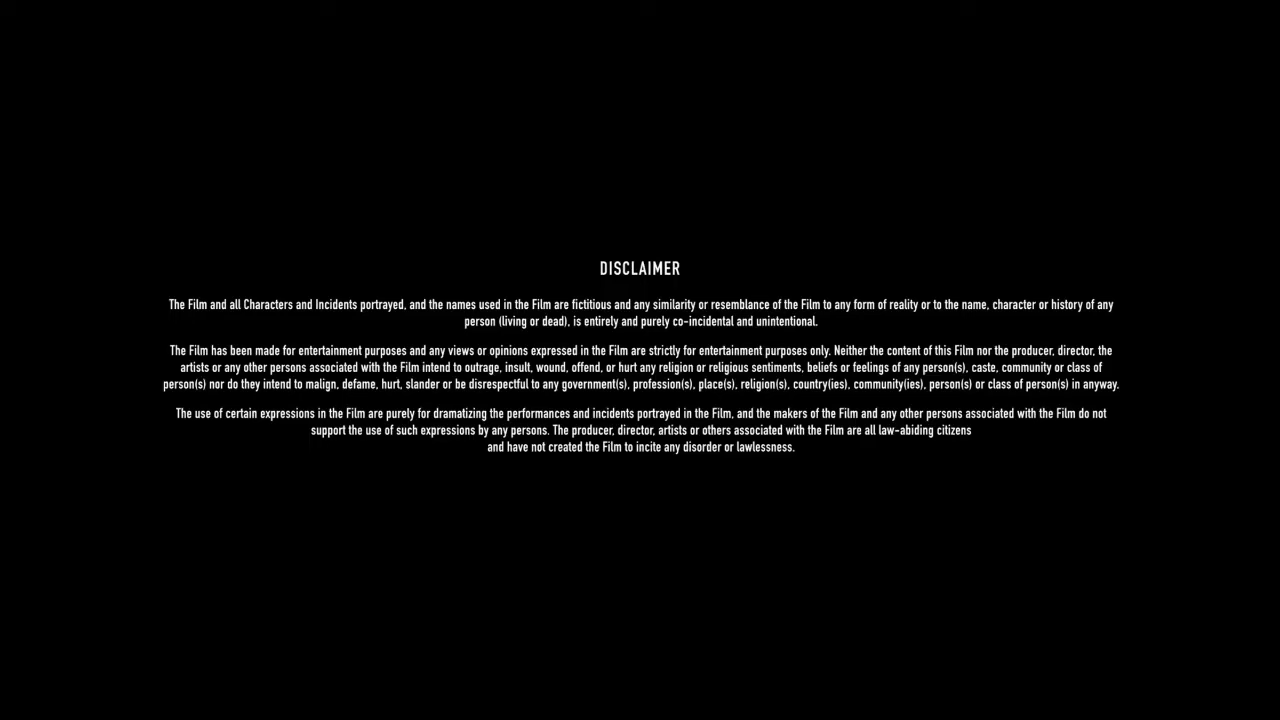 DISCLAIMER
The Film and all Characters and Incidents portrayed, and the names used in the Film are fictitious and any similarity or resemblance of the Film to any form of reality or to the name, character or history of any
person (living or dead), is entirely and purely co-incidental and unintentional.
The Film has been made for entertainment purposes and any views or opinions expressed in the Film are strictly for entertainment purposes only. Neither the content of this Film nor the producer, director, the
artists or any other persons associated with the Film intend to outrage, insult, wound, offend, or hurt any religion or religious sentiments, beliefs or feelings of any person(s), caste, community or class of
person(s) nor do they intend to malign, defame, hurt, slander or be disrespectful to any government(s), profession(s), place(s), religion(s), country(ies), community(ies), person(s) or class of person(s) in anyway.
The use of certain expressions in the Film are purely for dramatizing the performances and incidents portrayed in the Film, and the makers of the Film and any other persons associated with the Film do not
support the use of such expressions by any persons. The producer, director, artists or others associated with the Film are all law-abiding citizens
and have not created the Film to incite any disorder or lawlessness.